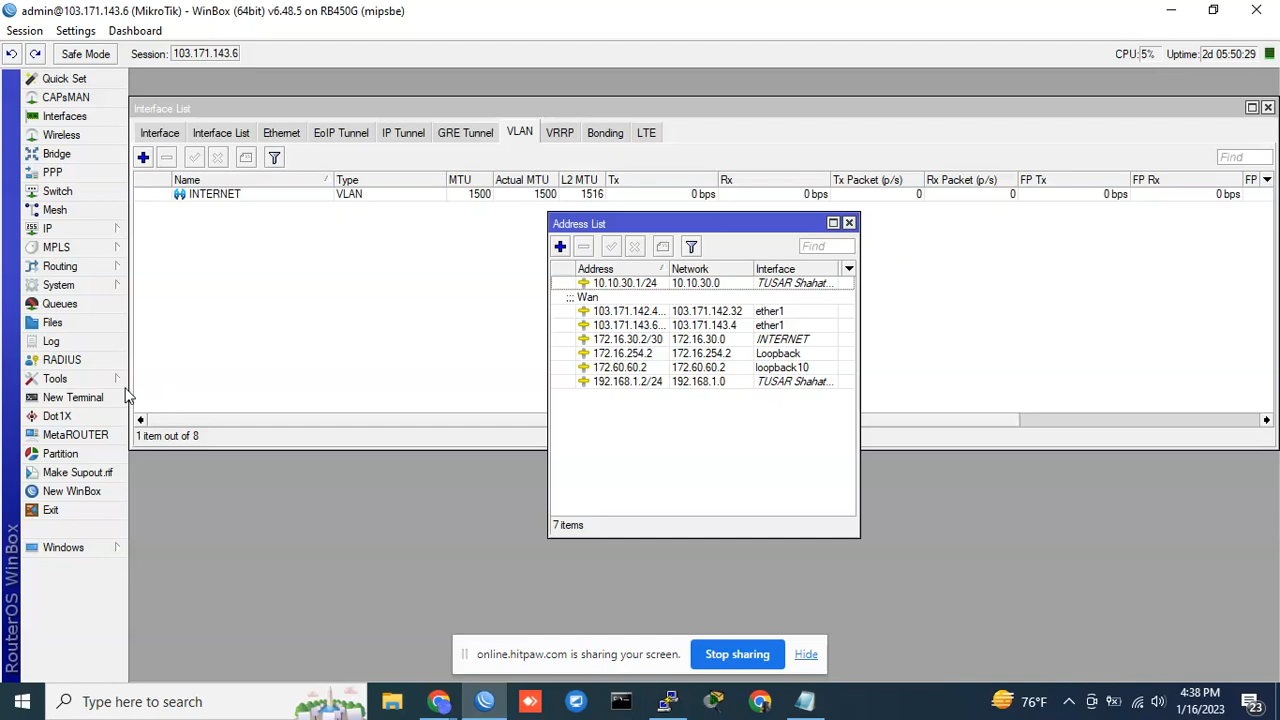 admin@103.171.143.6 (MikroTik) - WinBox (64bit) v6.48.5 on RB450G (mipsbe)
Session Settings Dashboard
Safe Mode Session: 103.171.143.6 CPU: 5% Uptime: 2d 05:50:29
Quick Set
CAPsMAN
Interfaces
Wireless
Bridge
PPP
Switch
Mesh
IP
MPLS
Routing
System
Queues
Files
Log
RADIUS
Tools
New Terminal
Dot1X
MetaROUTER
Partition
Make Supout.rif
New WinBox
Exit
Windows
RouterOS WinBox
Interface List
Interface Interface List Ethernet EoIP Tunnel IP Tunnel GRE Tunnel VLAN VRRP Bonding LTE
Find
Name Type MTU Actual MTU L2 MTU Tx Rx Tx Packet (p/s) Rx Packet (p/s) FP Tx FP Rx FP
INTERNET VLAN 1500 1500 1516 0 bps 0 bps 0 0 0 bps 0 bps
1 item out of 8
Address List
Find
Address Network Interface
10.10.30.1/24 10.10.30.0 TUSAR Shahat...
::: Wan
103.171.142.4... 103.171.142.32 ether1
103.171.143.6... 103.171.143.4 ether1
172.16.30.2/30 172.16.30.0 INTERNET
172.16.254.2 172.16.254.2 Loopback
172.60.60.2 172.60.60.2 loopback10
192.168.1.2/24 192.168.1.0 TUSAR Shahat...
7 items
online.hitpaw.com is sharing your screen. Stop sharing Hide
Type here to search
76°F
4:38 PM
1/16/2023
23